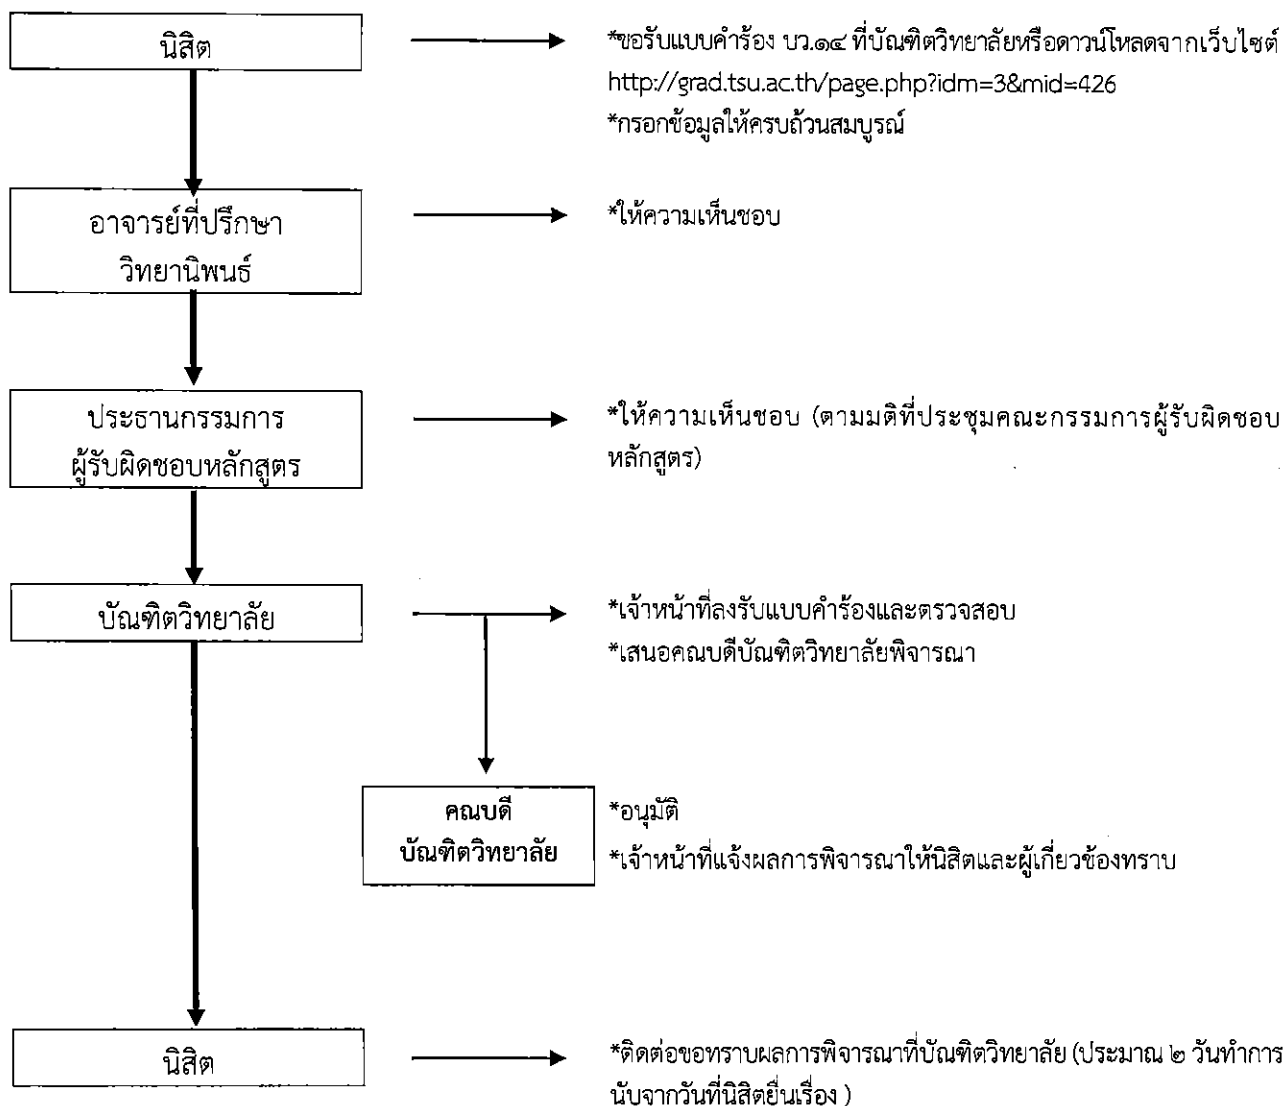 นิสิต
*ขอรับแบบคำร้อง บว.๑๔ ที่บัณฑิตวิทยาลัยหรือดาวน์โหลดจากเว็บไซต์
http://grad.tsu.ac.th/page.php?idm=3&mid=426
*กรอกข้อมูลให้ครบถ้วนสมบูรณ์
อาจารย์ที่ปรึกษา
วิทยานิพนธ์
*ให้ความเห็นชอบ
ประธานกรรมการ
ผู้รับผิดชอบหลักสูตร
*ให้ความเห็นชอบ (ตามมติที่ประชุมคณะกรรมการผู้รับผิดชอบ
หลักสูตร)
บัณฑิตวิทยาลัย
*เจ้าหน้าที่ลงรับแบบคำร้องและตรวจสอบ
*เสนอคณบดีบัณฑิตวิทยาลัยพิจารณา
คณบดี
บัณฑิตวิทยาลัย
*อนุมัติ
*เจ้าหน้าที่แจ้งผลการพิจารณาให้นิสิตและผู้เกี่ยวข้องทราบ
นิสิต
*ติดต่อขอทราบผลการพิจารณาที่บัณฑิตวิทยาลัย (ประมาณ ๒ วันทำการ
นับจากวันที่นิสิตยื่นเรื่อง )